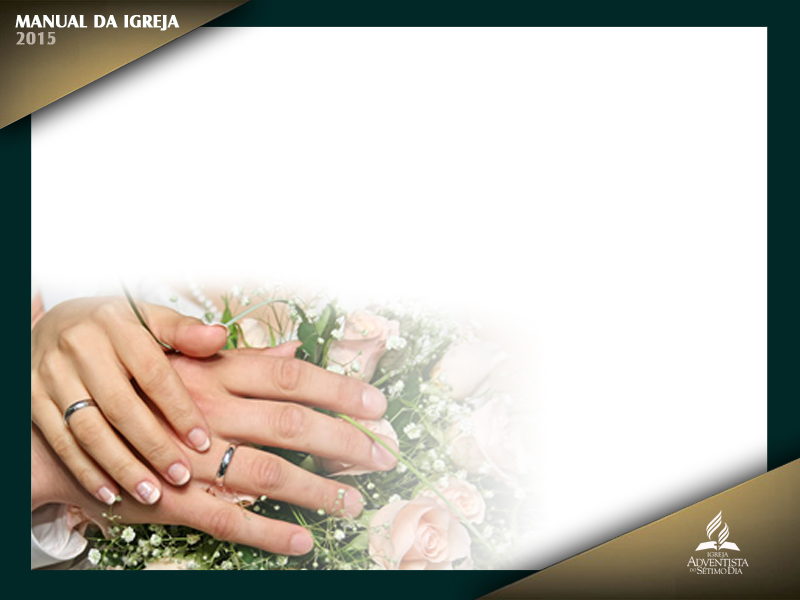 MANUAL DA IGREJA
2015
IGREJA
ADVENTISTA
DO SÉTIMO DIA